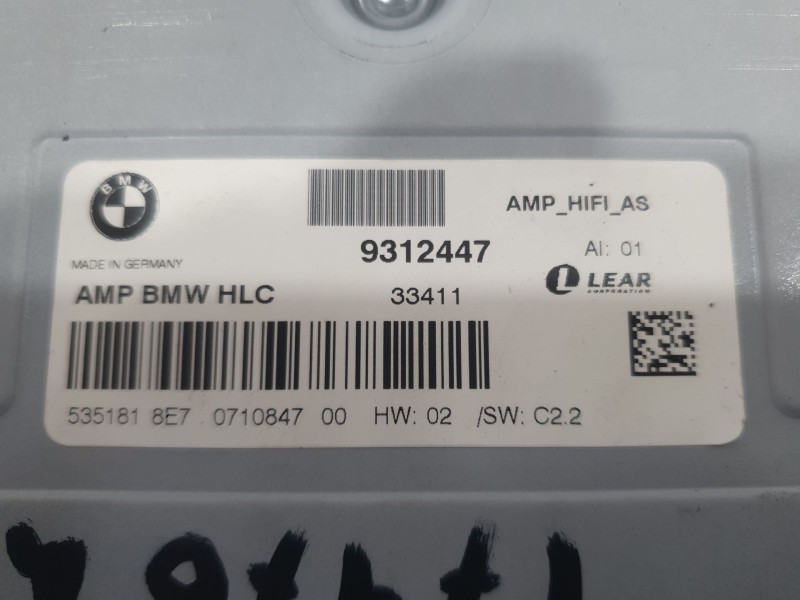 BMW
AMP_HIFI_AS
9312447
AI: 01
MADE IN GERMANY
LEAR
CORPORATION
AMP BMW HLC
33411
535181 8E7 0710847 00 HW: 02 /SW: C2.2